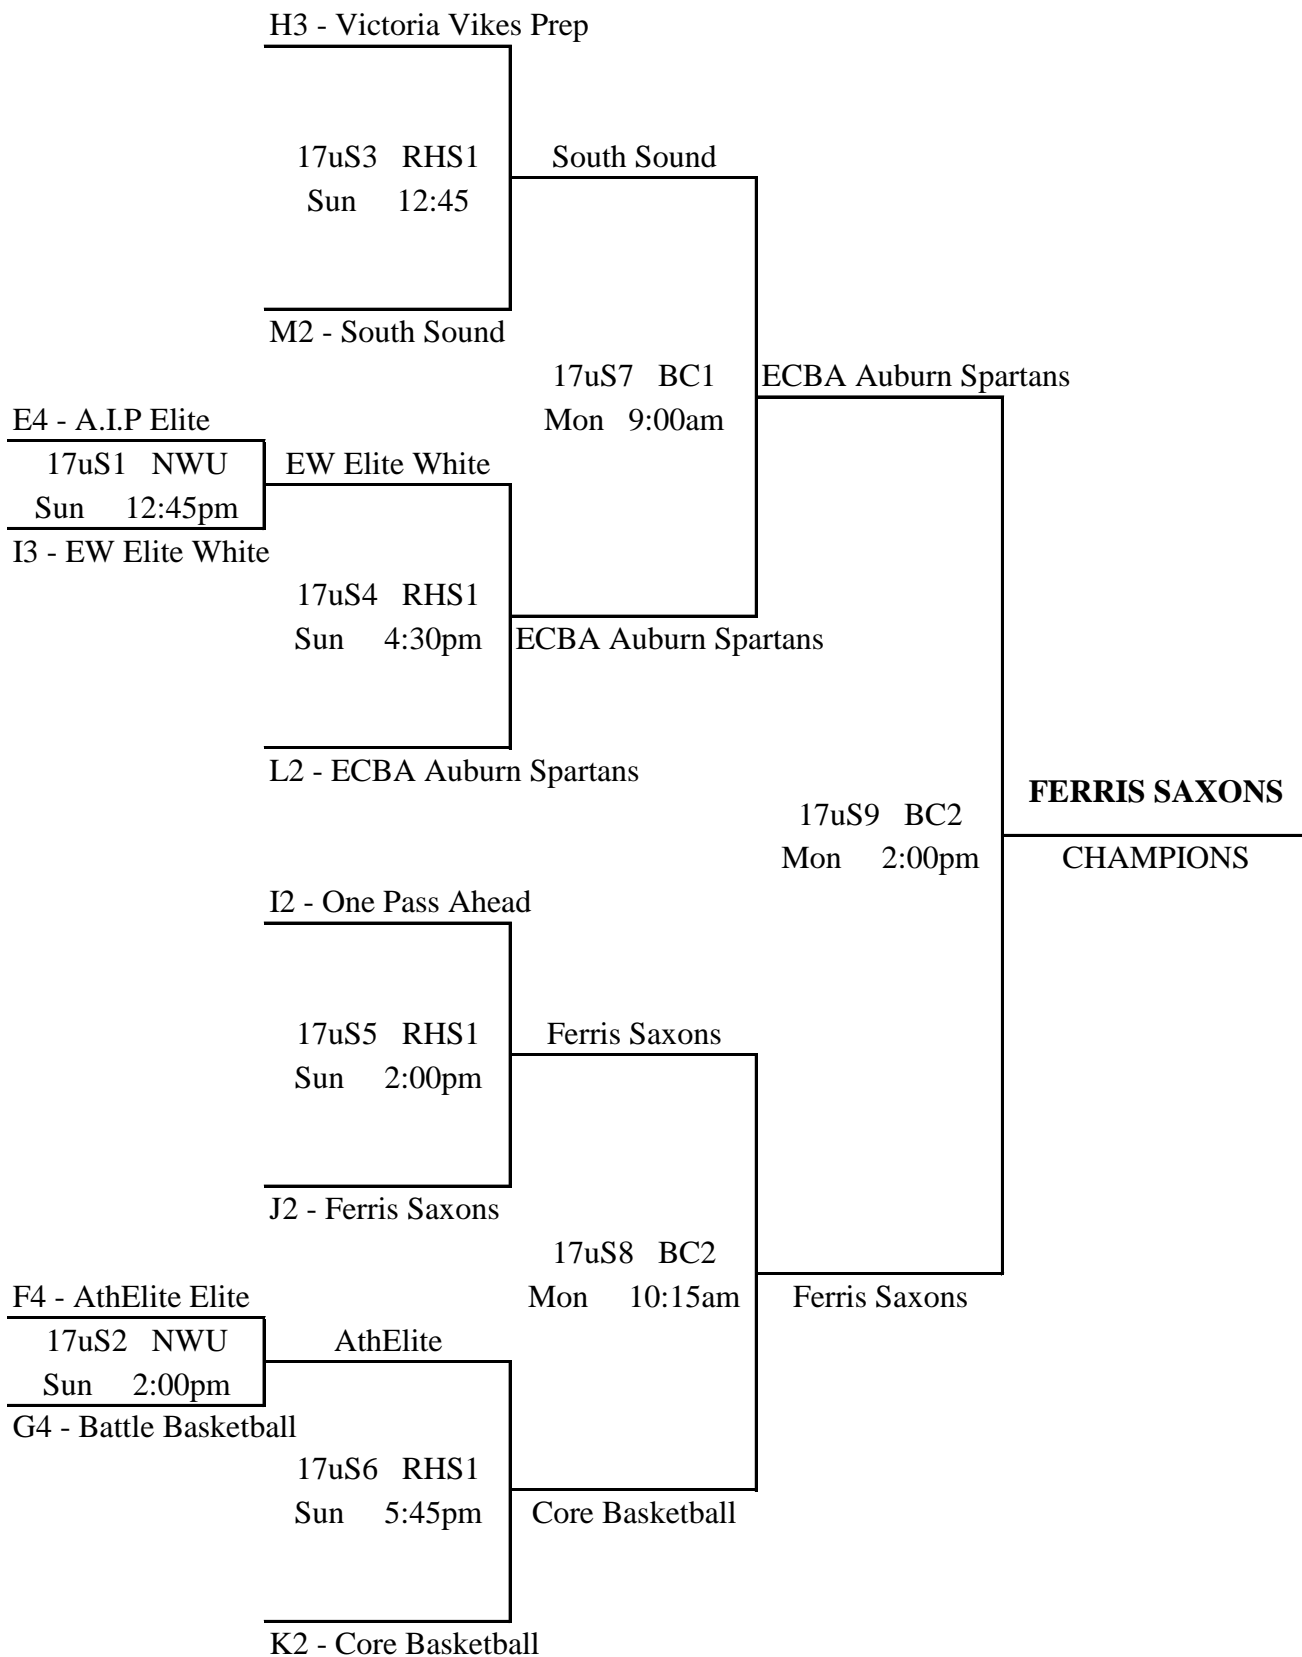 H3 - Victoria Vikes Prep
17uS3 RHS1 South Sound
Sun 12:45
M2 - South Sound
17uS7 BC1 ECBA Auburn Spartans
E4 - A.I.P Elite Mon 9:00am
17uS1 NWU EW Elite White
Sun 12:45pm
I3 - EW Elite White
17uS4 RHS1
Sun 4:30pm ECBA Auburn Spartans
L2 - ECBA Auburn Spartans
FERRIS SAXONS
17uS9 BC2
Mon 2:00pm CHAMPIONS
I2 - One Pass Ahead
17uS5 RHS1 Ferris Saxons
Sun 2:00pm
J2 - Ferris Saxons
17uS8 BC2
F4 - AthElite Elite Mon 10:15am Ferris Saxons
17uS2 NWU AthElite
Sun 2:00pm
G4 - Battle Basketball
17uS6 RHS1
Sun 5:45pm Core Basketball
K2 - Core Basketball